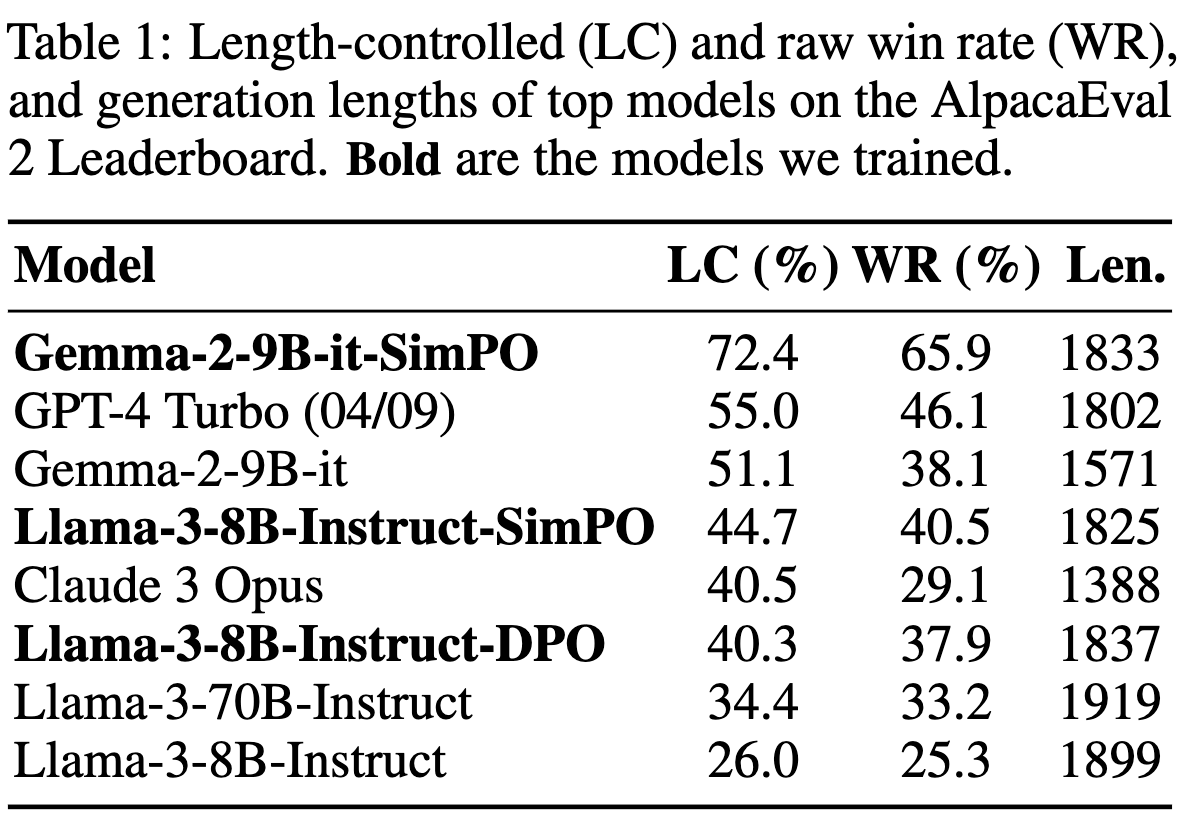 Table 1: Length-controlled (LC) and raw win rate (WR),
and generation lengths of top models on the AlpacaEval
2 Leaderboard. Bold are the models we trained.
Model LC (%) WR (%) Len.
Gemma-2-9B-it-SimPO 72.4 65.9 1833
GPT-4 Turbo (04/09) 55.0 46.1 1802
Gemma-2-9B-it 51.1 38.1 1571
Llama-3-8B-Instruct-SimPO 44.7 40.5 1825
Claude 3 Opus 40.5 29.1 1388
Llama-3-8B-Instruct-DPO 40.3 37.9 1837
Llama-3-70B-Instruct 34.4 33.2 1919
Llama-3-8B-Instruct 26.0 25.3 1899